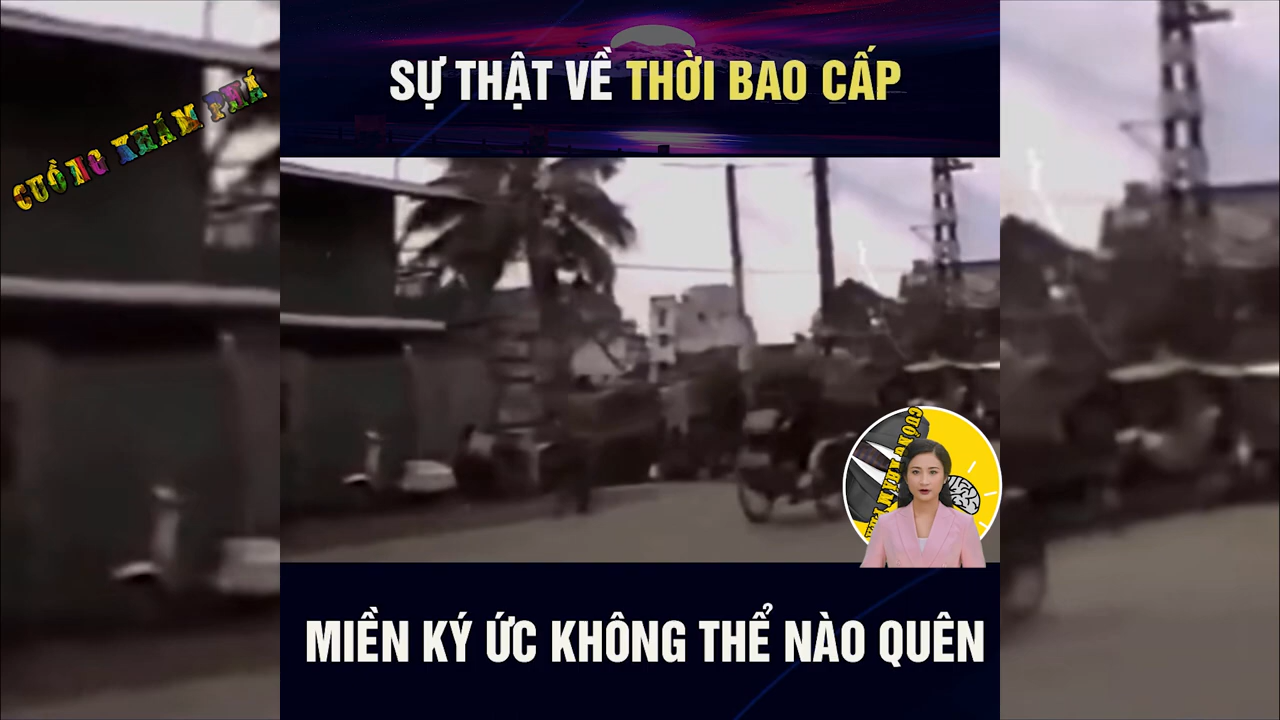 SỰ THẬT VỀ THỜI BAO CẤP
CUỒNG KHÁM PHÁ
MIỀN KÝ ỨC KHÔNG THỂ NÀO QUÊN